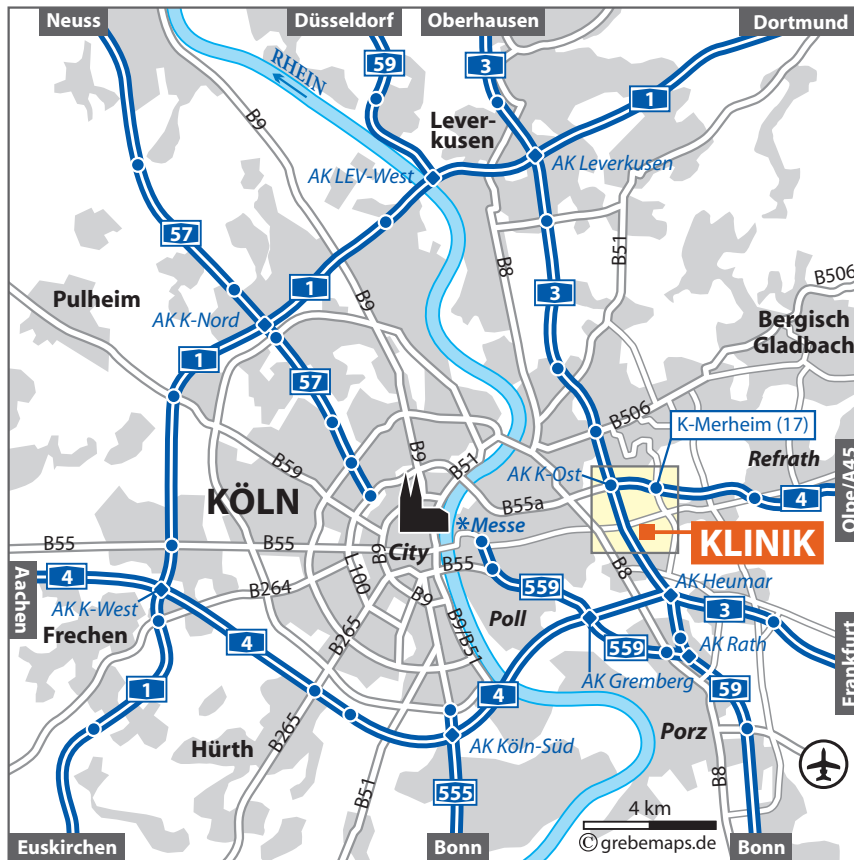 Neuss
Düsseldorf
Oberhausen
Dortmund
59
3
1
RHEIN
B9
Lever-
kusen
AK LEV-West
AK Leverkusen
57
B8
B51
3
B506
1
B9
Pulheim
AK K-Nord
Bergisch
Gladbach
1
57
B506
K-Merheim (17)
Refrath
B59
B9
B51
AK K-Ost
Olpe/A45
KÖLN
B55a
4
*Messe
KLINIK
B55
B55
B9
City
L100
B55
B8
Aachen
4
AK K-West
B264
B9
559
AK Heumar
3
Frechen
Poll
B9/B51
B265
4
559
AK Rath
Frankfurt
1
4
AK Gremberg
59
Hürth
B265
AK Köln-Süd
Porz
B51
B8
555
4 km
© grebemaps.de
Euskirchen
Bonn
Bonn